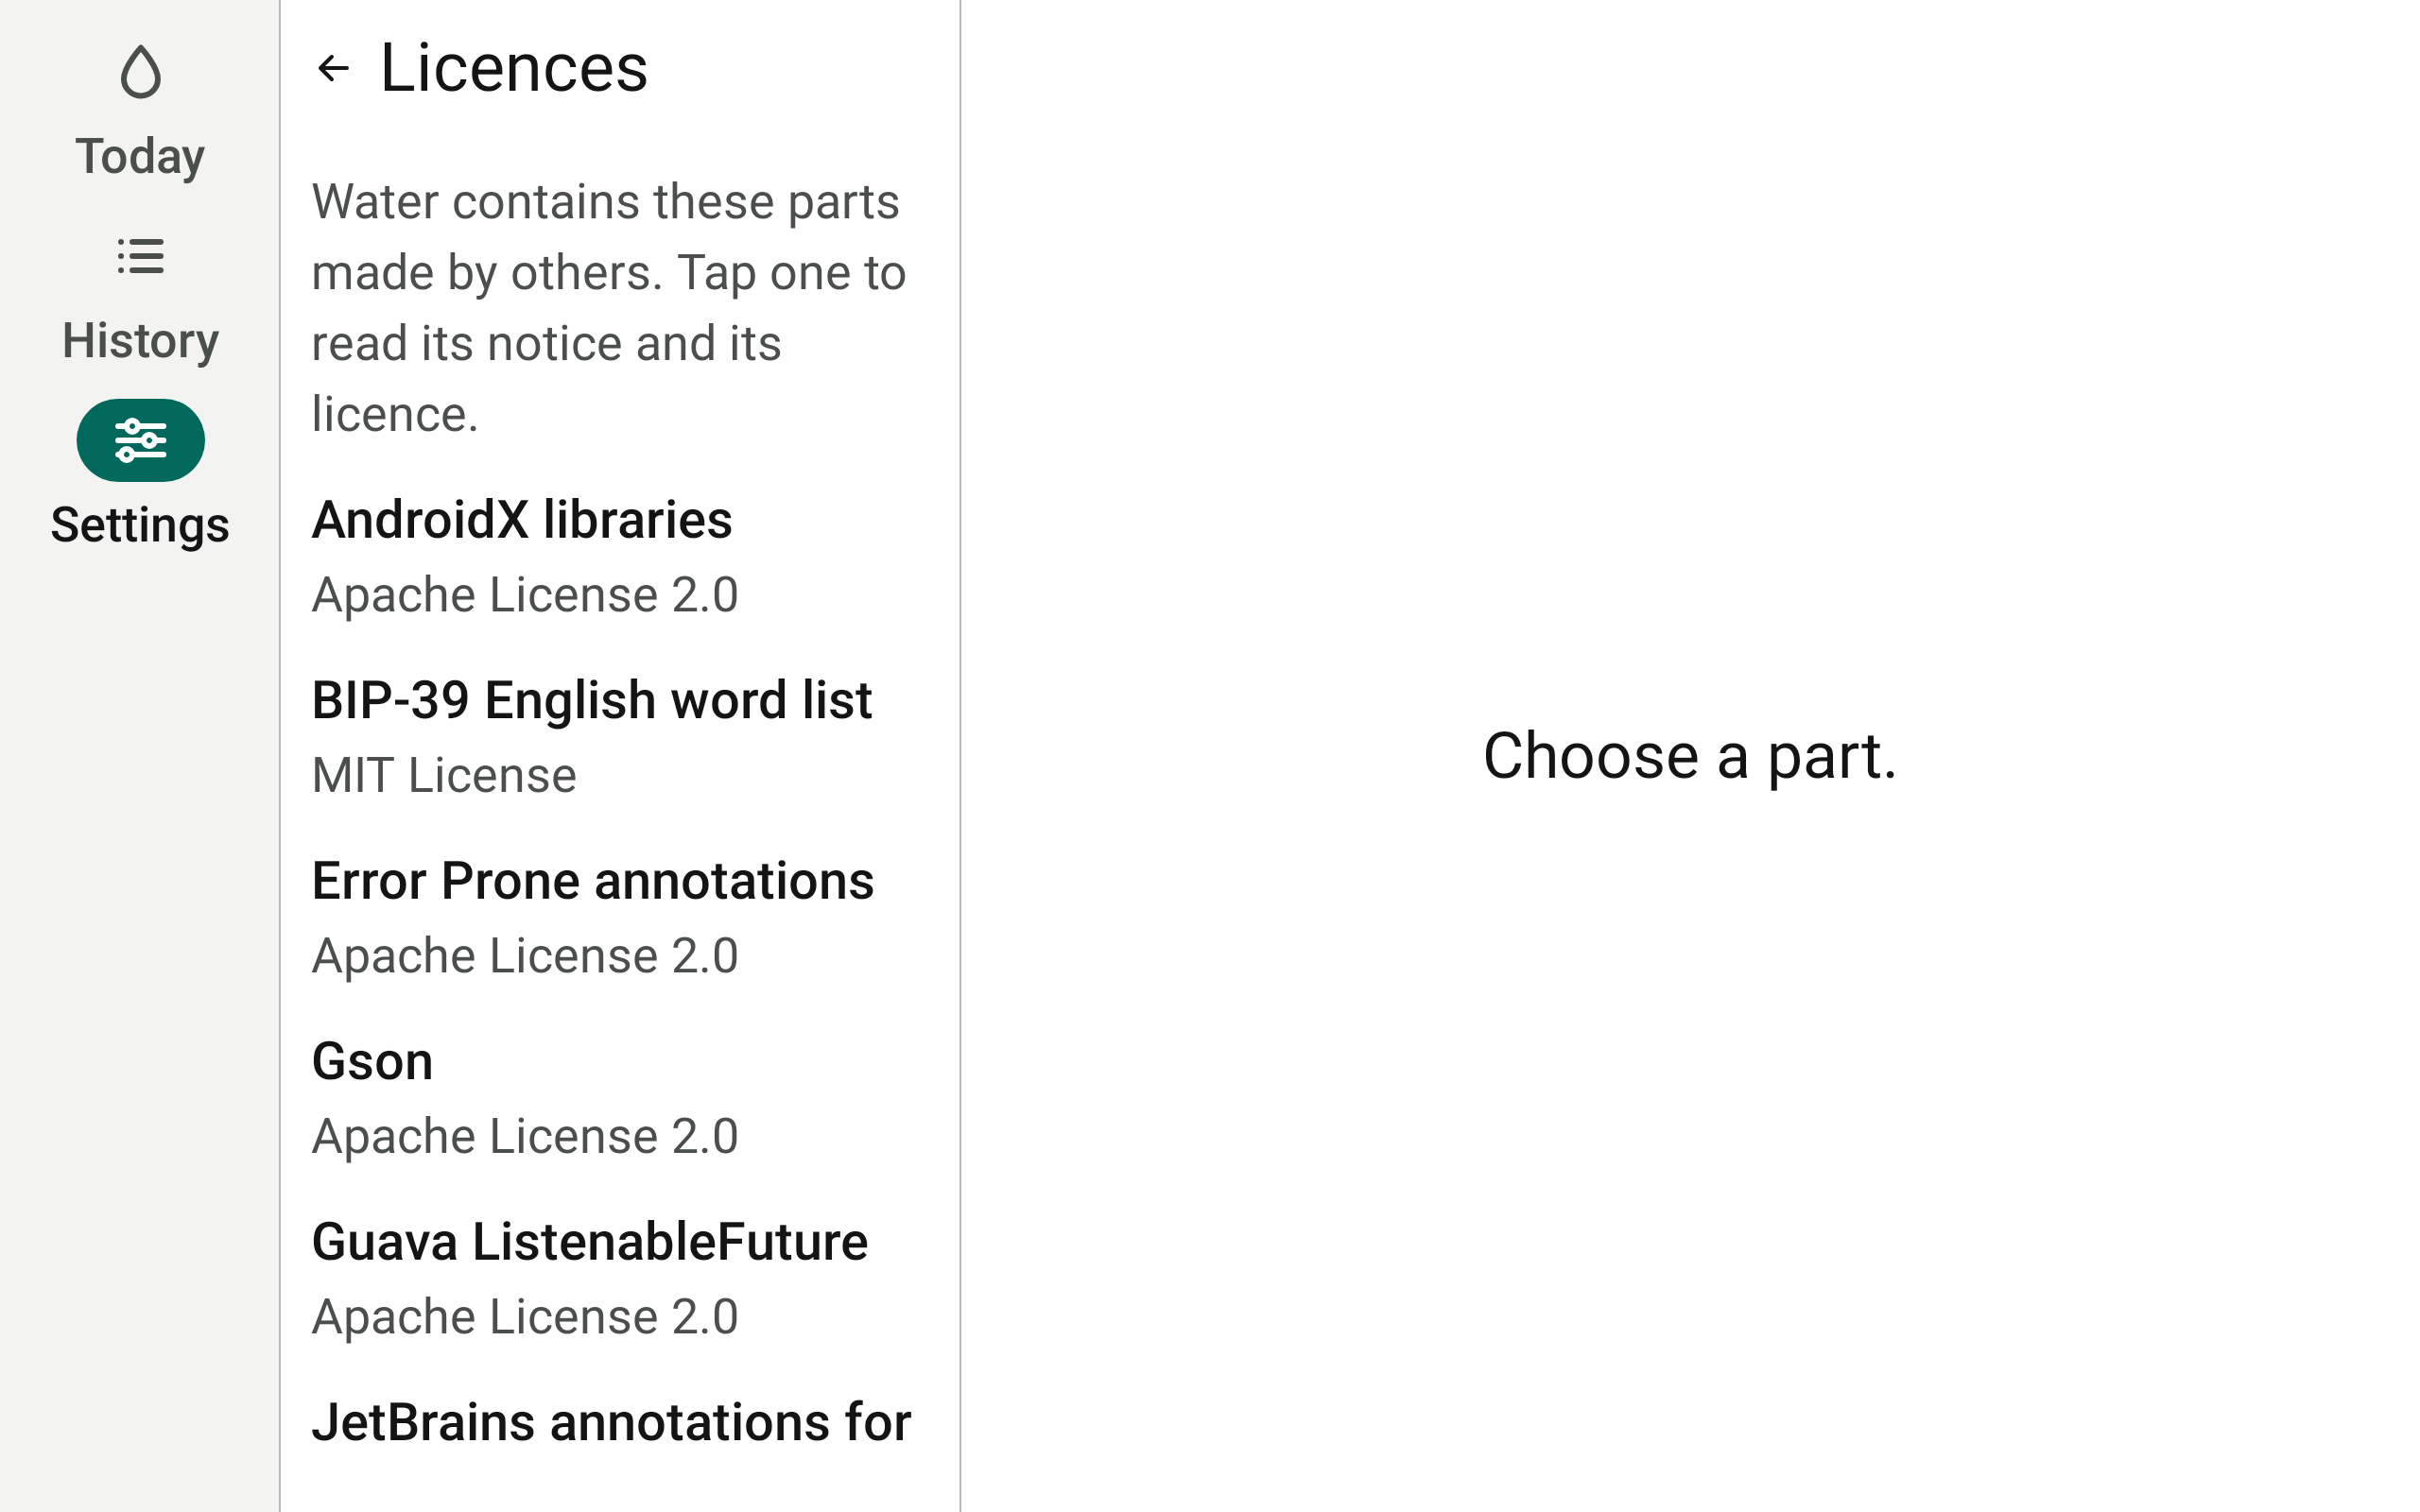 Today
History
Settings
Licences
Water contains these parts
made by others. Tap one to
read its notice and its
licence.
AndroidX libraries
Apache License 2.0
BIP-39 English word list
MIT License
Error Prone annotations
Apache License 2.0
Gson
Apache License 2.0
Guava ListenableFuture
Apache License 2.0
JetBrains annotations for
Choose a part.